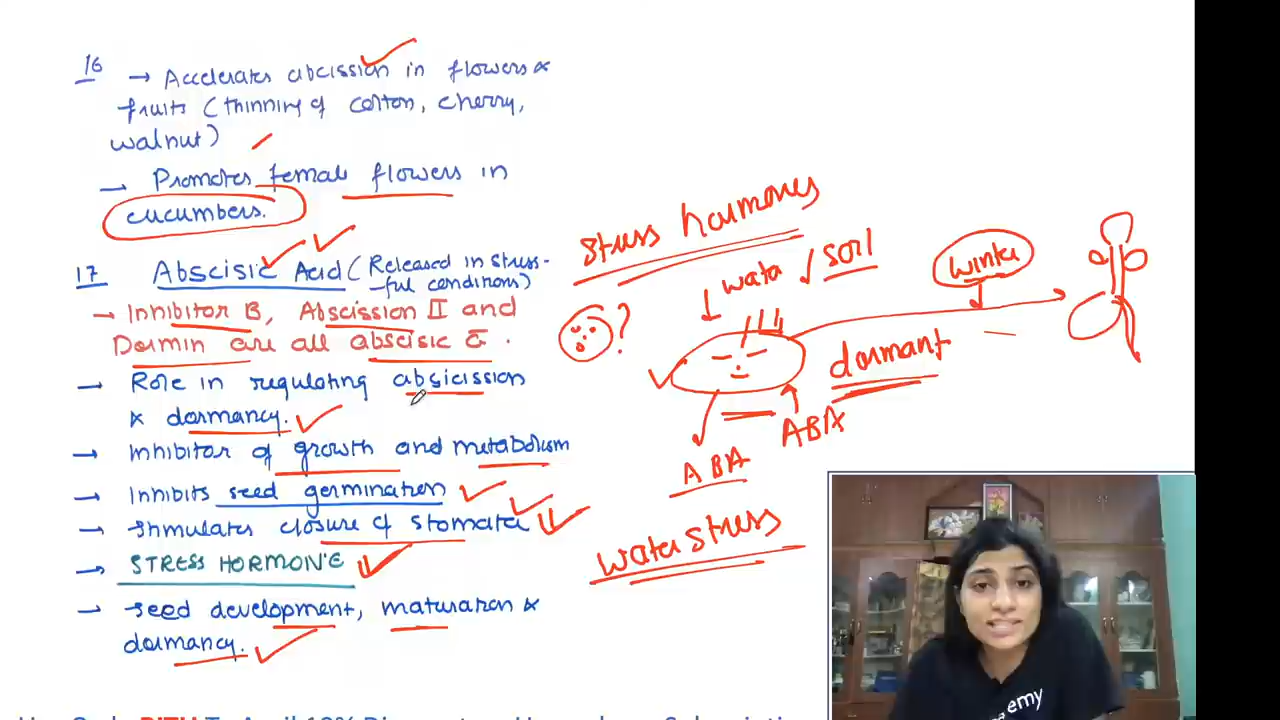 16
→ Accelerates abcission in flowers &
fruits (thinning of cotton, cherry,
walnut)
→ Promotes female flowers in
cucumbers.
17 Abscisic Acid (Released in stress-
-ful conditions)
→ Inhibitor B, Abscission II and
Dormin are all abscisic
→ Role in regulating absicission
& dormancy.
→ Inhibitor of growth and metabolism
→ Inhibits seed germination
→ Stimulates closure of stomata
→ STRESS HORMONE
→ seed development, maturation &
dormancy.
Stress hormones
water soil
winter
?
dormant
ABA
ABA
water stress
emy